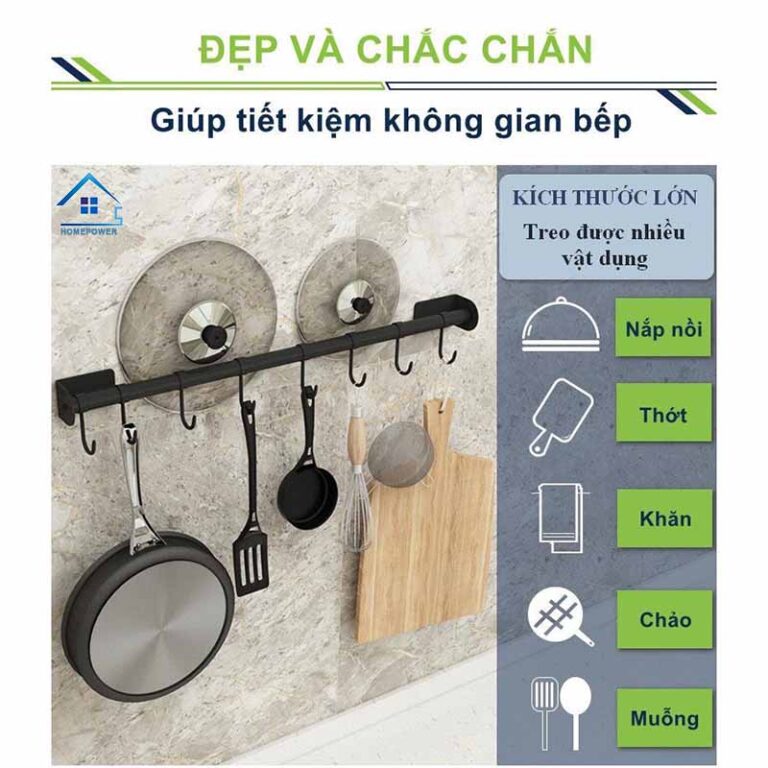 ĐẸP VÀ CHẮC CHẮN
Giúp tiết kiệm không gian bếp
HOMEPOWER
KÍCH THƯỚC LỚN
Treo được nhiều
vật dụng
Nắp nồi
Thớt
Khăn
Chảo
Muỗng